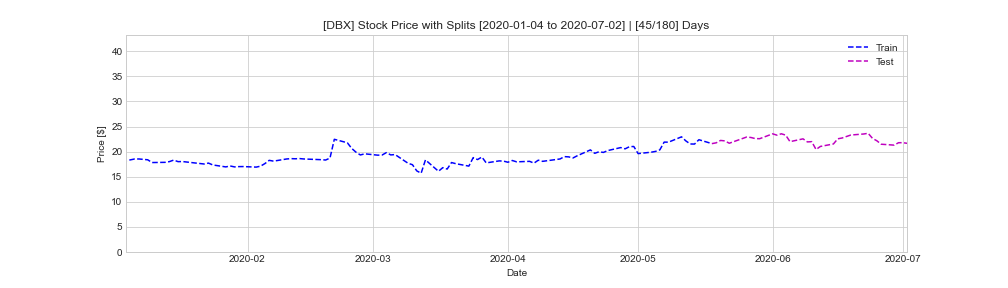 [DBX] Stock Price with Splits [2020-01-04 to 2020-07-02] | [45/180] Days
Train
Test
Price [$]
40
35
30
25
20
15
10
5
0
2020-02 2020-03 2020-04 2020-05 2020-06 2020-07
Date